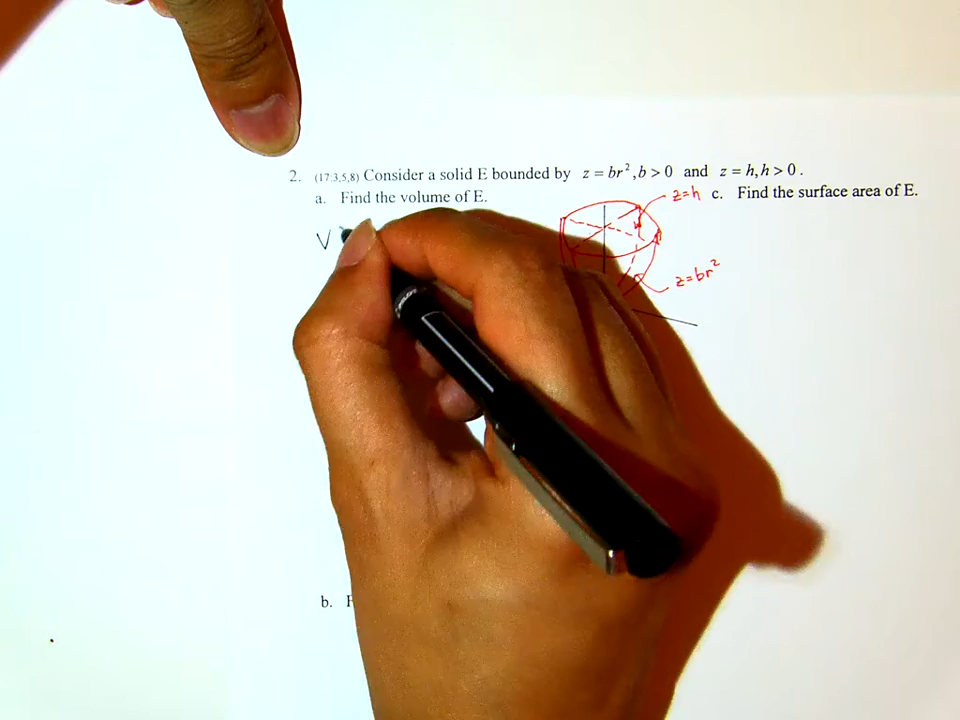 2. (17.3,5,8) Consider a solid E bounded by z = br², b > 0 and z = h, h > 0.
a. Find the volume of E.
c. Find the surface area of E.
z=h
V
z=br²
b.